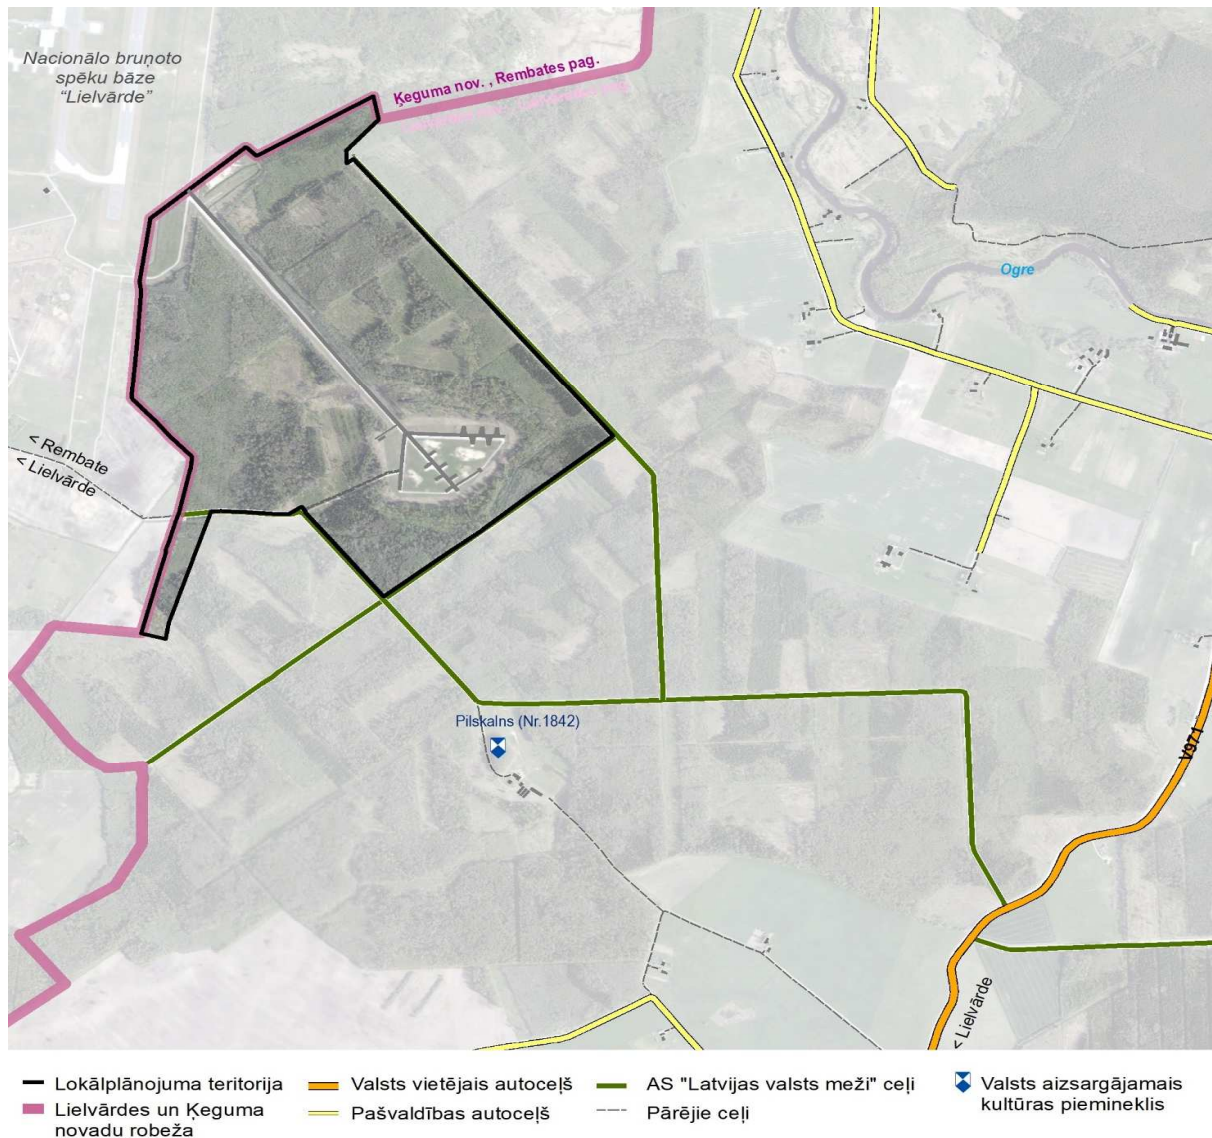 Nacionālo bruņoto
spēku bāze
“Lielvārde”
Ķeguma nov. , Rembates pag.
Ogre
< Rembate
< Lielvārde
Pilskalns (Nr.1842)
V971
< Lielvārde
Lokālplānojuma teritorija
Lielvārdes un Ķeguma
novadu robeža
Valsts vietējais autoceļš
Pašvaldības autoceļš
AS "Latvijas valsts meži" ceļi
Pārējie ceļi
Valsts aizsargājamais
kultūras piemineklis